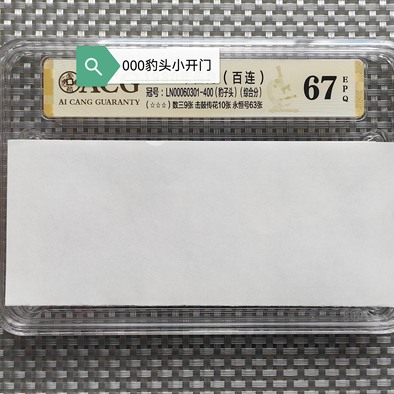 000豹头小开门
ACG
AI CANG GUARANTY
(百连)
冠号：LN00060301-400(豹子头)(综合分)
(☆☆☆)数三9张 击鼓传花10张 永恒号63张
67
EPQ